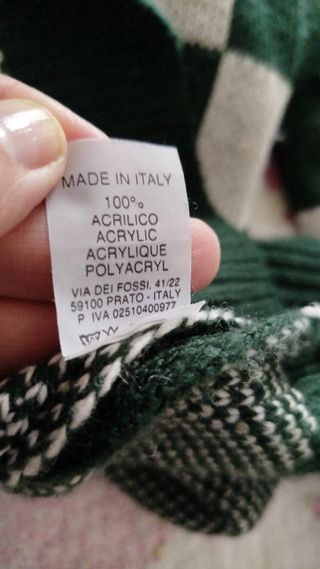 MADE IN ITALY
100%
ACRILICO
ACRYLIC
ACRYLIQUE
POLYACRYL
VIA DEI FOSSI, 41/22
59100 PRATO - ITALY
P IVA 02510400977